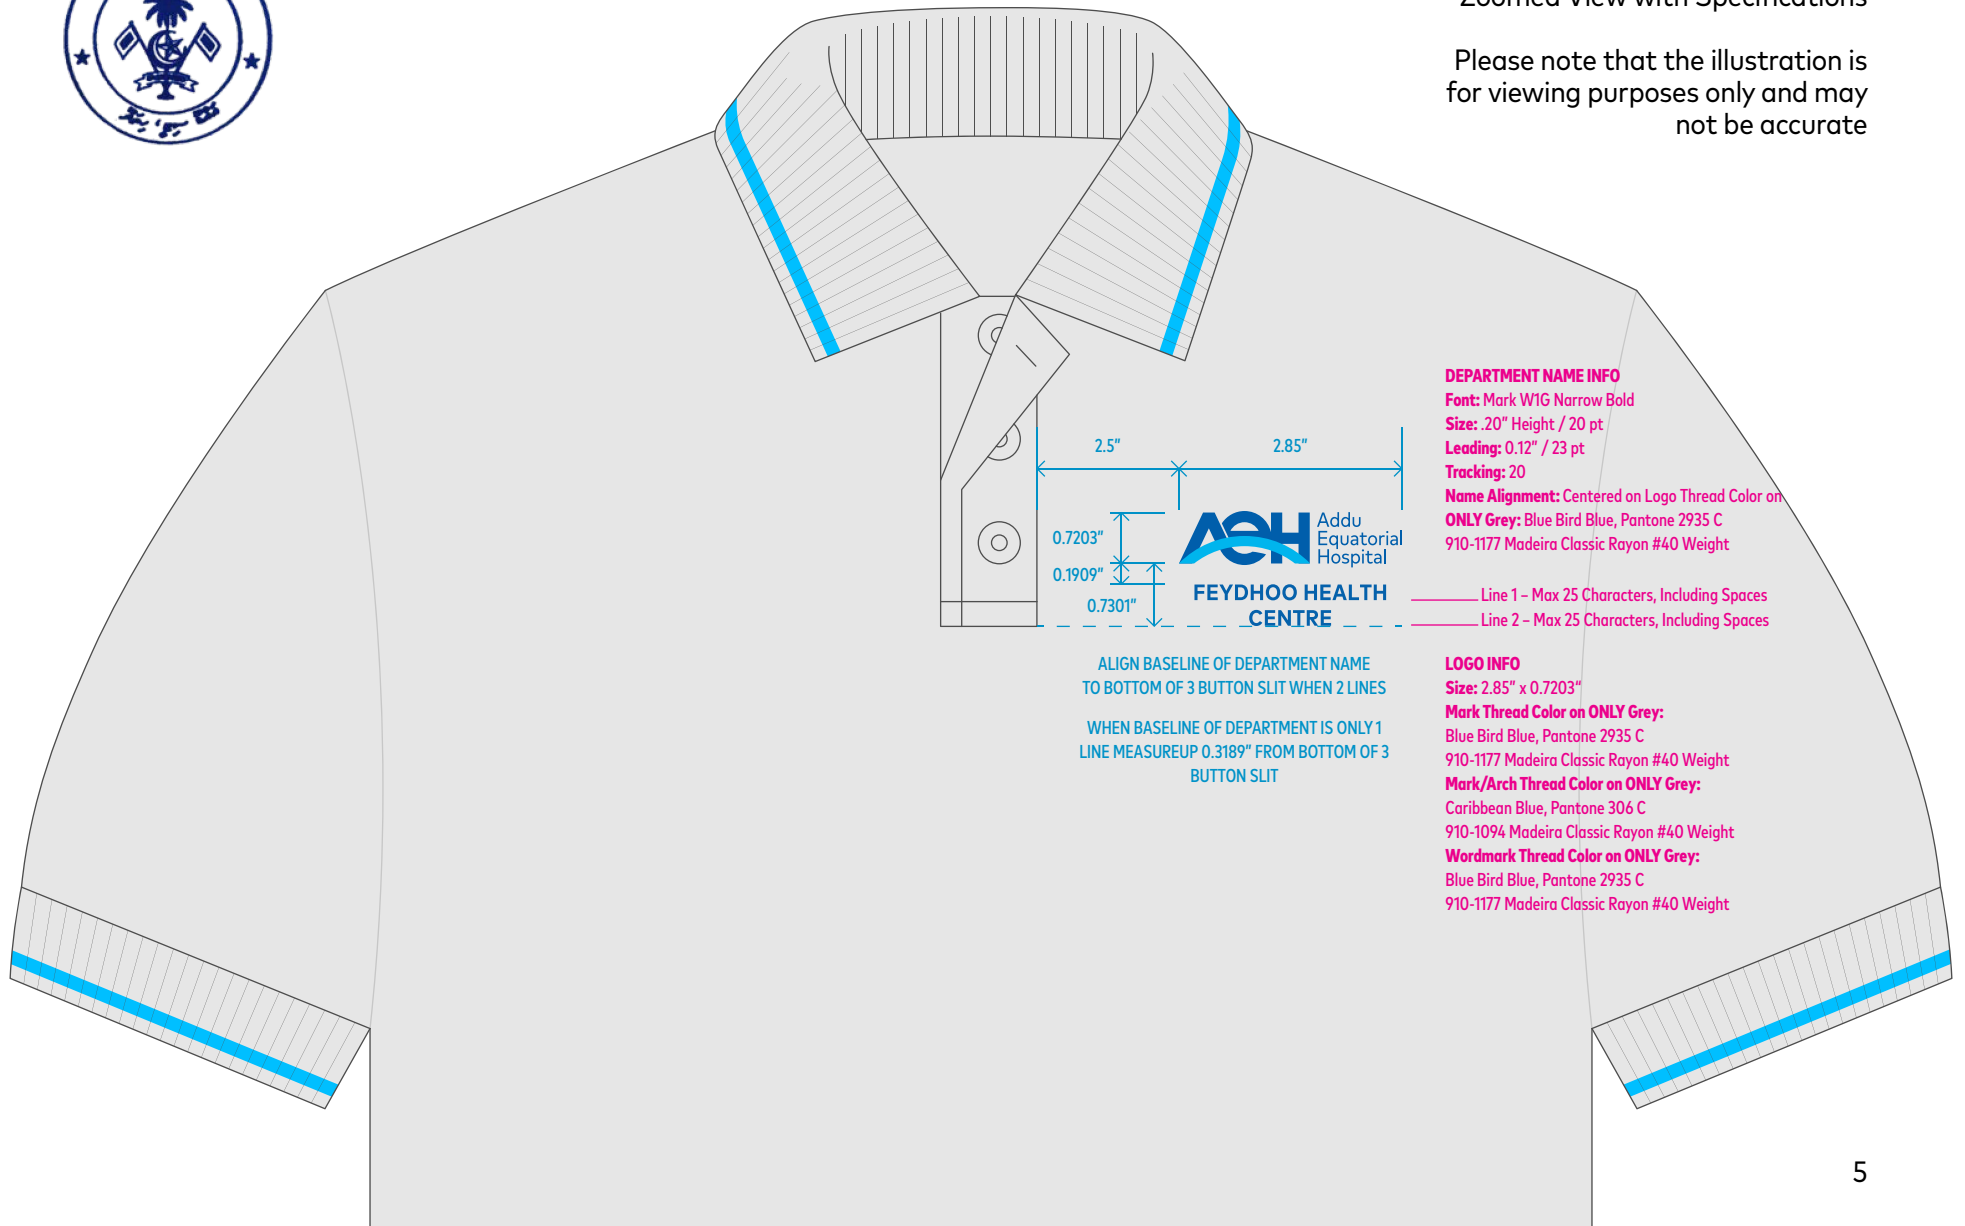 Zoomed View with Specifications
Please note that the illustration is
for viewing purposes only and may
not be accurate
DEPARTMENT NAME INFO
Font: Mark W1G Narrow Bold
Size: .20" Height / 20 pt
Leading: 0.12" / 23 pt
Tracking: 20
Name Alignment: Centered on Logo Thread Color on
ONLY Grey: Blue Bird Blue, Pantone 2935 C
910-1177 Madeira Classic Rayon #40 Weight
2.5"
2.85"
0.7203"
0.1909"
0.7301"
AEH
Addu
Equatorial
Hospital
FEYDHOO HEALTH
CENTRE
Line 1 – Max 25 Characters, Including Spaces
Line 2 – Max 25 Characters, Including Spaces
ALIGN BASELINE OF DEPARTMENT NAME
TO BOTTOM OF 3 BUTTON SLIT WHEN 2 LINES
WHEN BASELINE OF DEPARTMENT IS ONLY 1
LINE MEASUREUP 0.3189" FROM BOTTOM OF 3
BUTTON SLIT
LOGO INFO
Size: 2.85" x 0.7203"
Mark Thread Color on ONLY Grey:
Blue Bird Blue, Pantone 2935 C
910-1177 Madeira Classic Rayon #40 Weight
Mark/Arch Thread Color on ONLY Grey:
Caribbean Blue, Pantone 306 C
910-1094 Madeira Classic Rayon #40 Weight
Wordmark Thread Color on ONLY Grey:
Blue Bird Blue, Pantone 2935 C
910-1177 Madeira Classic Rayon #40 Weight
5